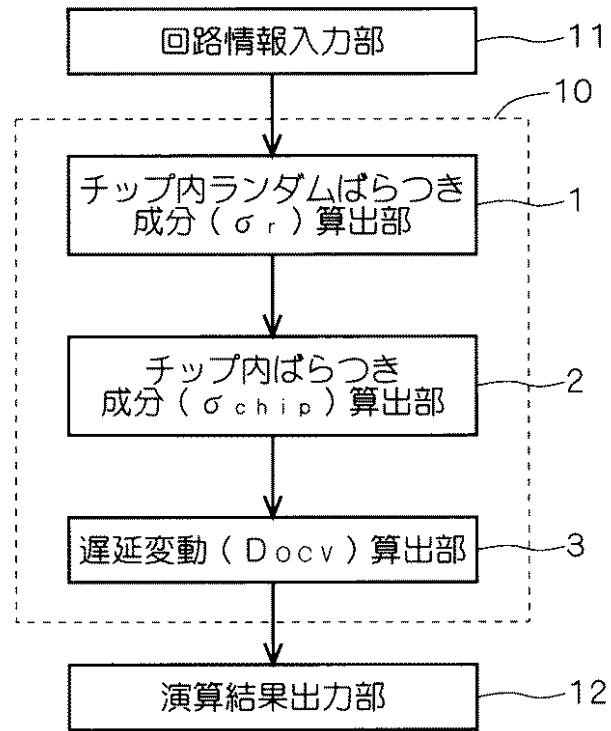 回路情報入力部
11
10
チップ内ランダムばらつき
成分(σr)算出部
1
チップ内ばらつき
成分(σchip)算出部
2
遅延変動(Docv)算出部
3
演算結果出力部
12